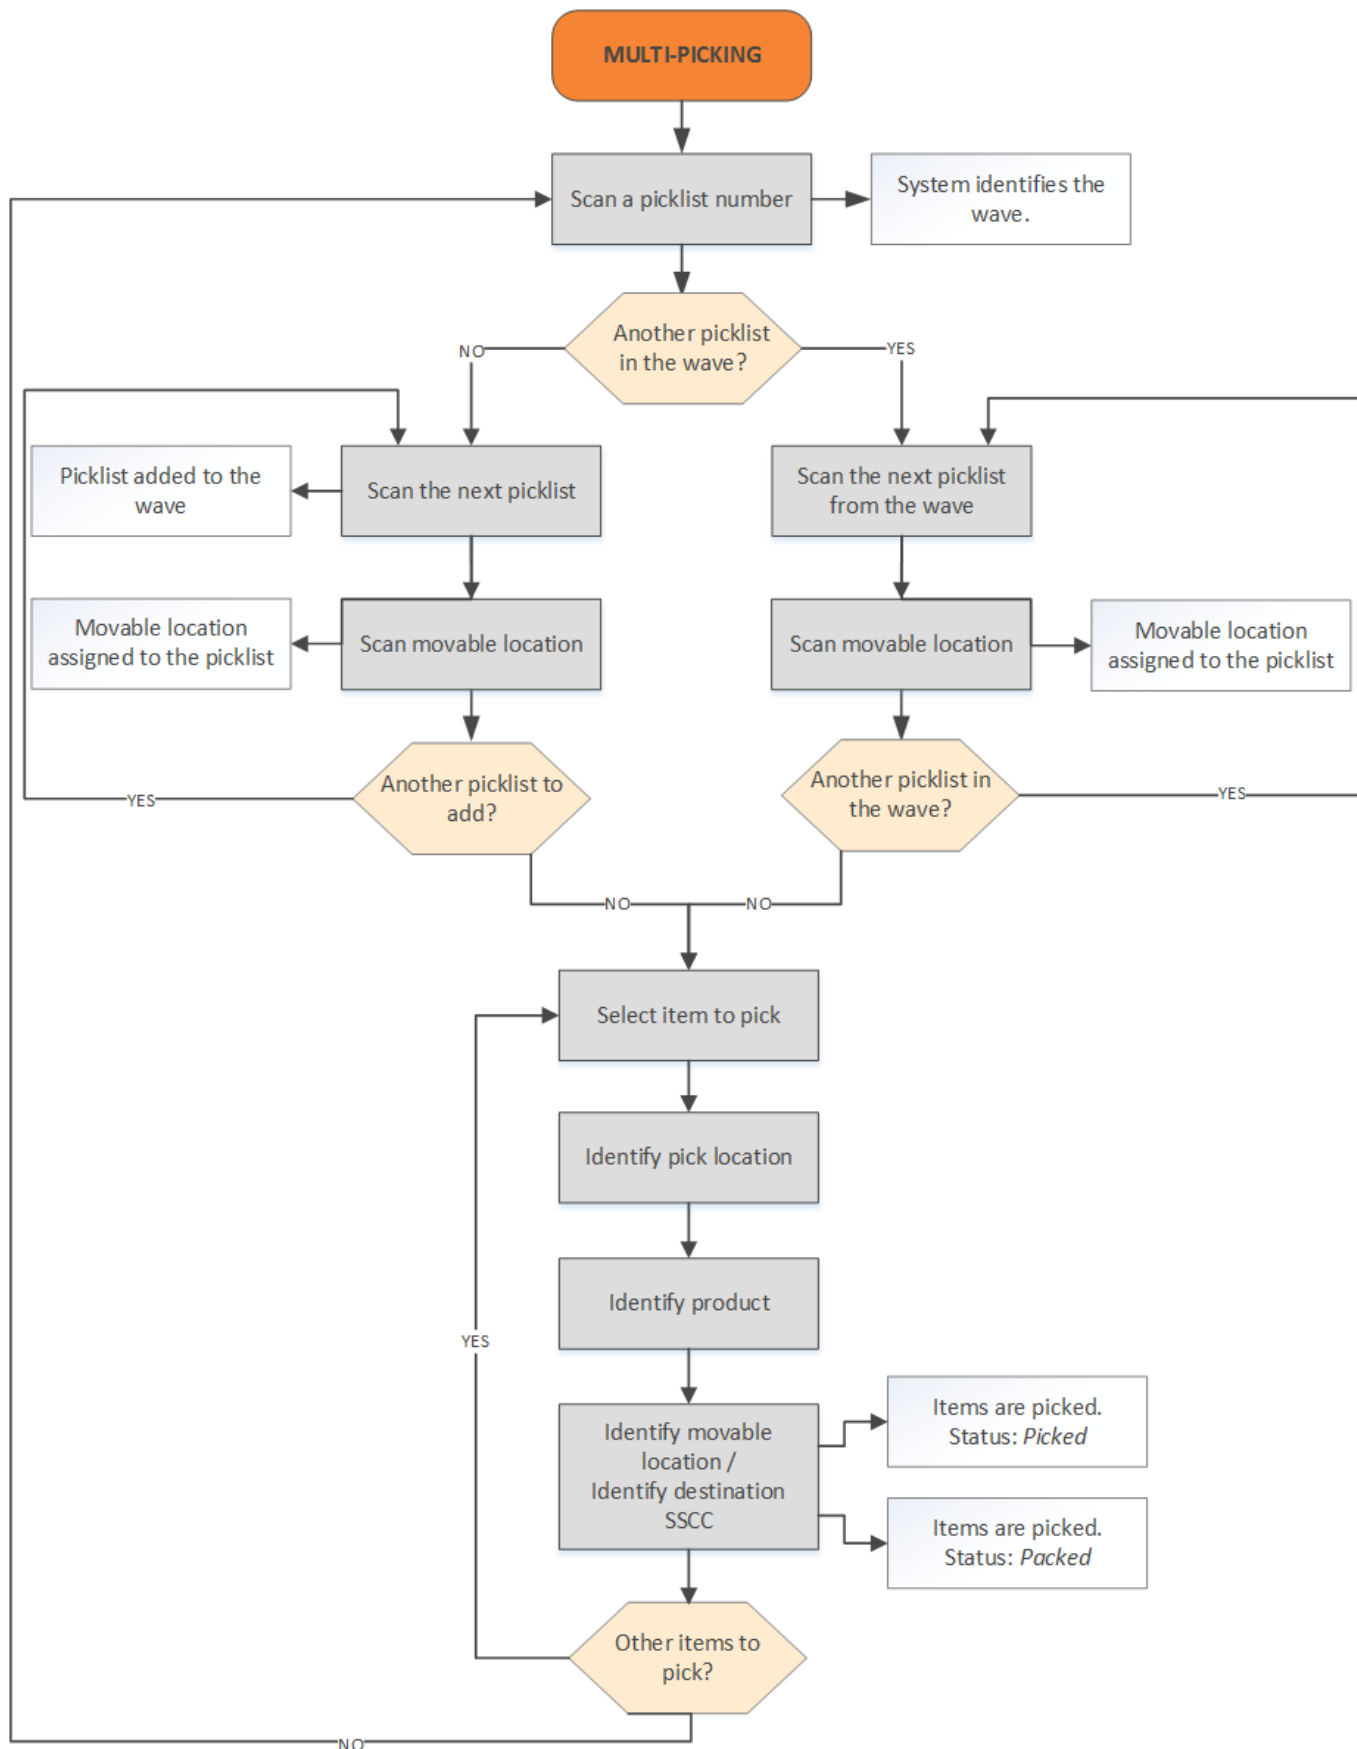 MULTI-PICKING
Scan a picklist number
System identifies the
wave.
Another picklist
in the wave?
NO
YES
Picklist added to the
wave
Scan the next picklist
Scan the next picklist
from the wave
Movable location
assigned to the picklist
Scan movable location
Scan movable location
Movable location
assigned to the picklist
Another picklist to
add?
Another picklist in
the wave?
YES
YES
NO
NO
Select item to pick
Identify pick location
Identify product
YES
Identify movable
location /
Identify destination
SSCC
Items are picked.
Status: Picked
Items are picked.
Status: Packed
Other items to
pick?
NO